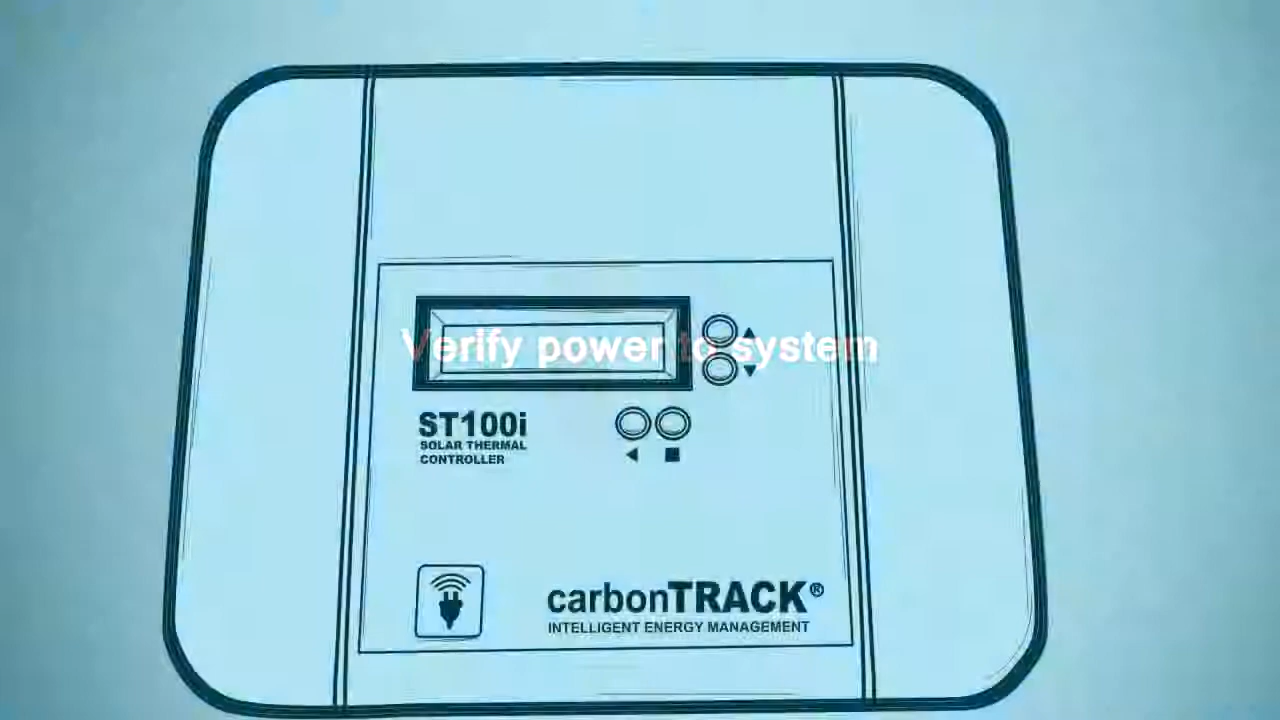 Verify power to system
ST100i
SOLAR THERMAL
CONTROLLER
carbonTRACK®
INTELLIGENT ENERGY MANAGEMENT